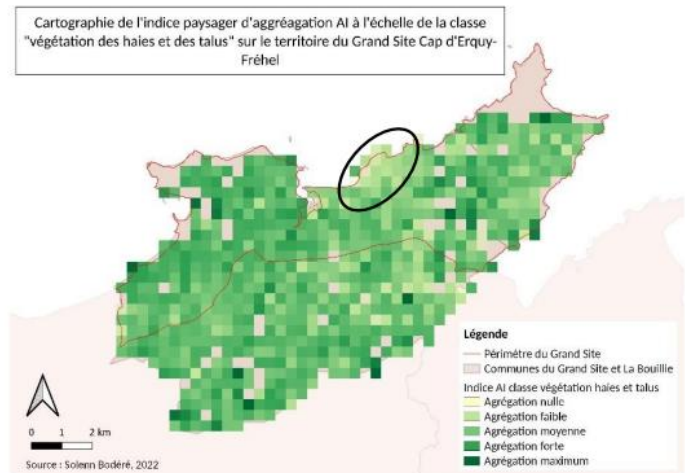 Cartographie de l'indice paysager d'aggréagation AI à l'échelle de la classe
"végétation des haies et des talus" sur le territoire du Grand Site Cap d'Erquy-
Fréhel
Légende
Périmètre du Grand Site
Communes du Grand Site et La Bouillie
Indice AI classe végétation haies et talus
Agrégation nulle
Agrégation faible
Agrégation moyenne
Agrégation forte
Agrégation maximum
0 1 2 km
Source : Solenn Bodéré, 2022